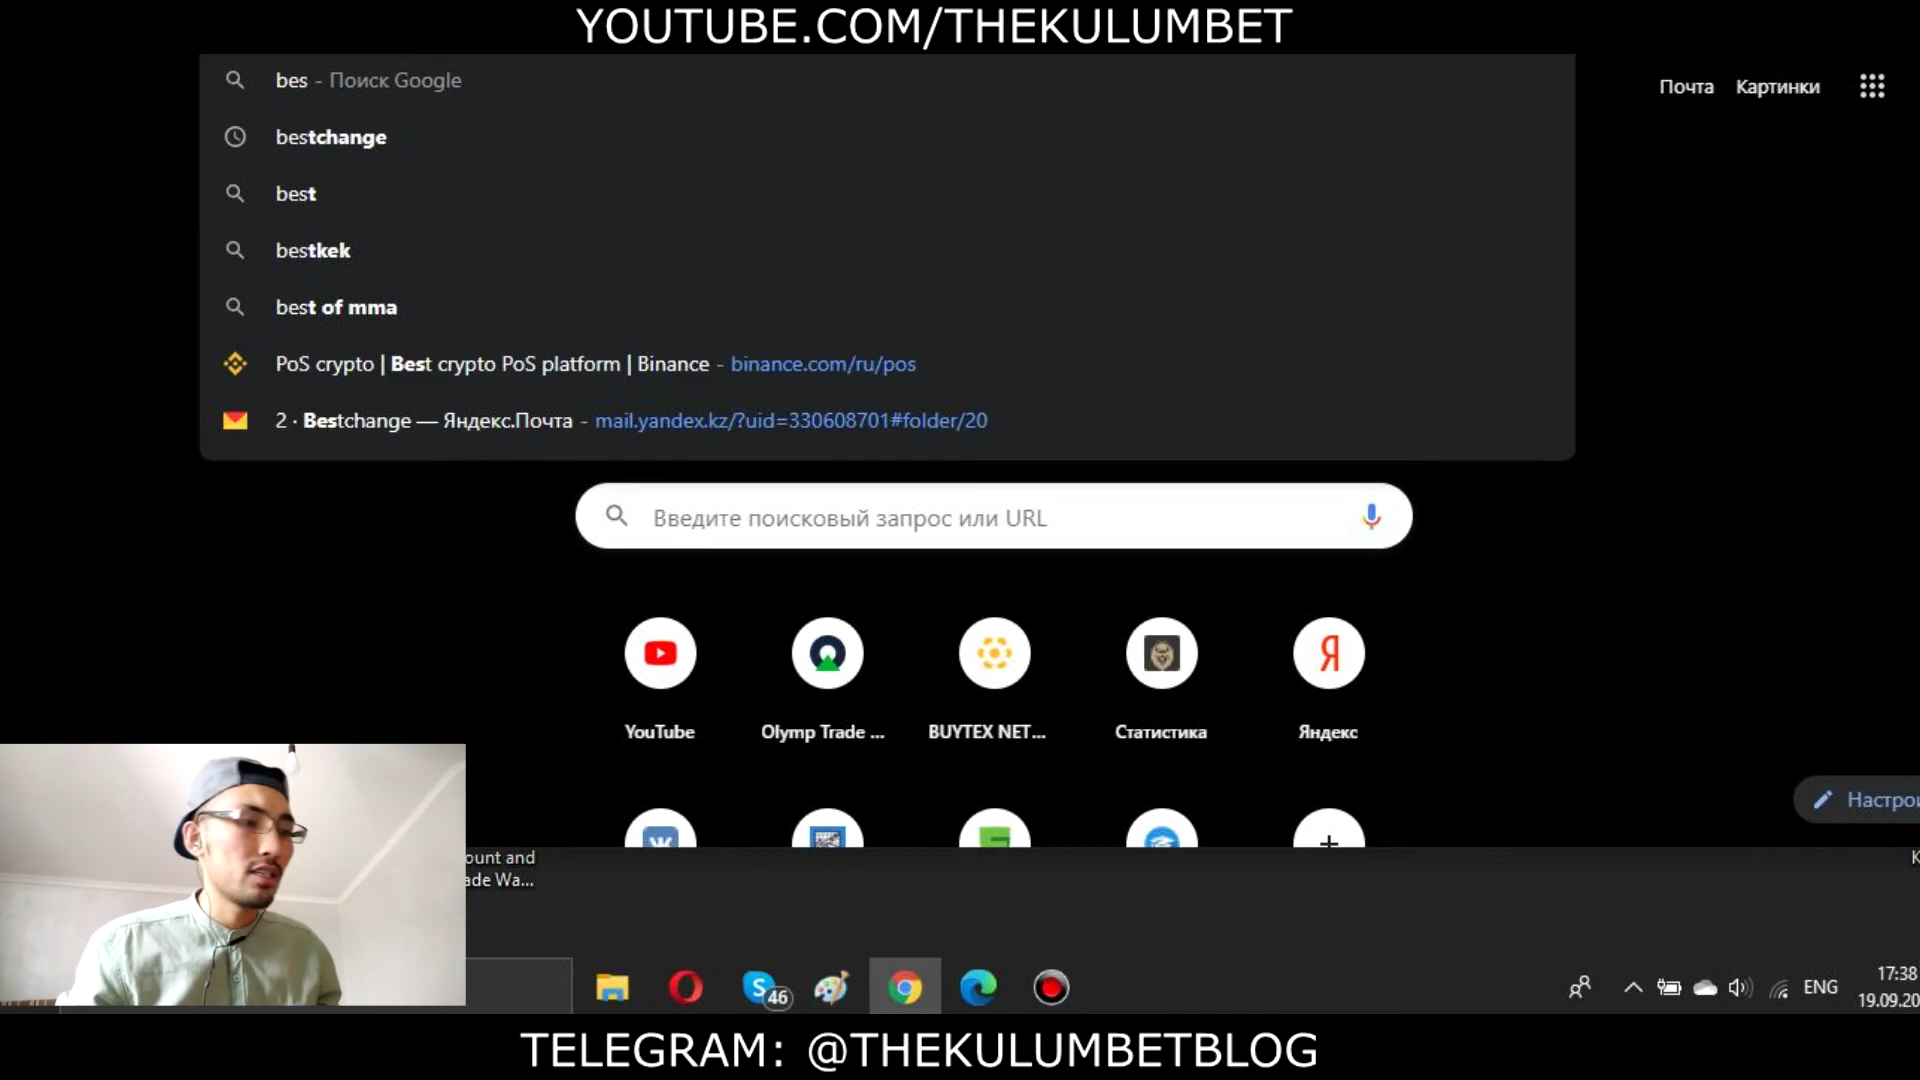 YOUTUBE.COM/THEKULUMBET
bes - Поиск Google
Почта Картинки
bestchange
best
bestkek
best of mma
PoS crypto | Best crypto PoS platform | Binance - binance.com/ru/pos
2 · Bestchange — Яндекс.Почта - mail.yandex.kz/?uid=330608701#folder/20
Введите поисковый запрос или URL
YouTube Olymp Trade ... BUYTEX NET... Статистика Яндекс
Настрои
ount and
ade Wa...
46
ENG
17:38
19.09.20
TELEGRAM: @THEKULUMBETBLOG